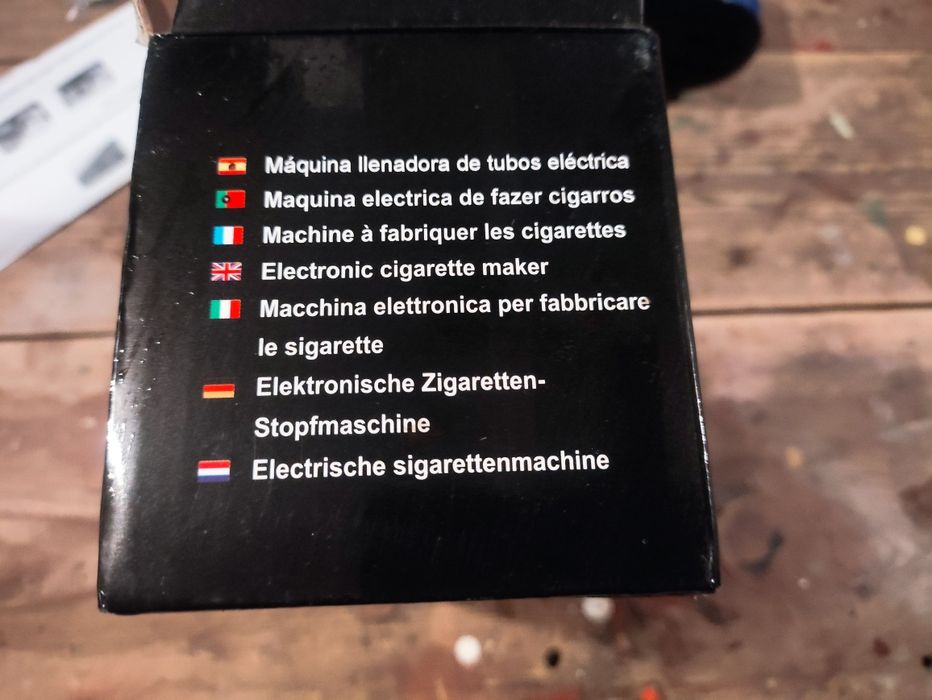 Máquina llenadora de tubos eléctrica
Maquina electrica de fazer cigarros
Machine à fabriquer les cigarettes
Electronic cigarette maker
Macchina elettronica per fabbricare
le sigarette
Elektronische Zigaretten-
Stopfmaschine
Electrische sigarettenmachine